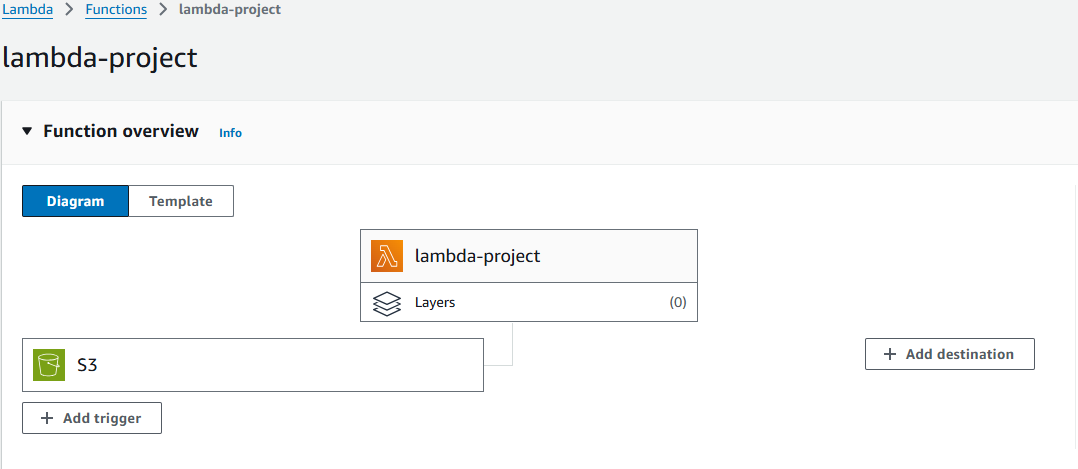 Lambda > Functions > lambda-project
lambda-project
Function overview Info
Diagram Template
lambda-project
Layers (0)
S3
+ Add destination
+ Add trigger